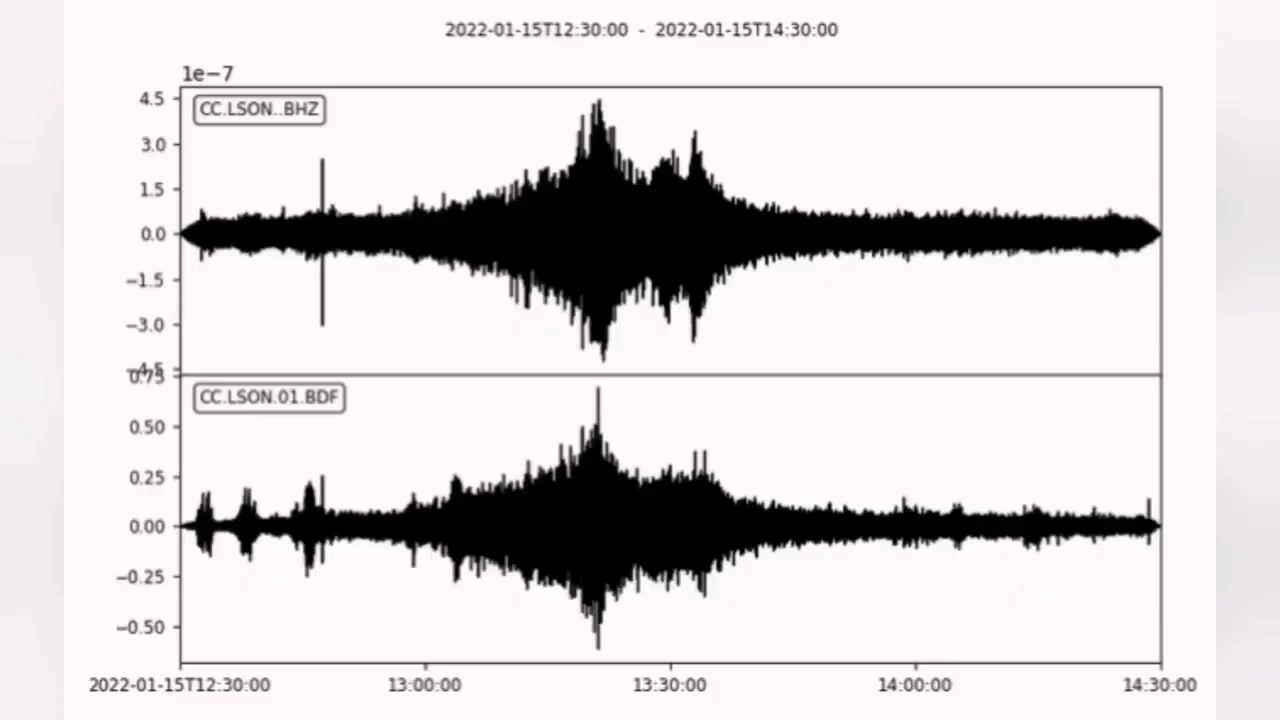 2022-01-15T12:30:00 - 2022-01-15T14:30:00
1e−7
CC.LSON..BHZ
4.5
3.0
1.5
0.0
−1.5
−3.0
−4.5
0.75
CC.LSON.01.BDF
0.50
0.25
0.00
−0.25
−0.50
2022-01-15T12:30:00 13:00:00 13:30:00 14:00:00 14:30:00